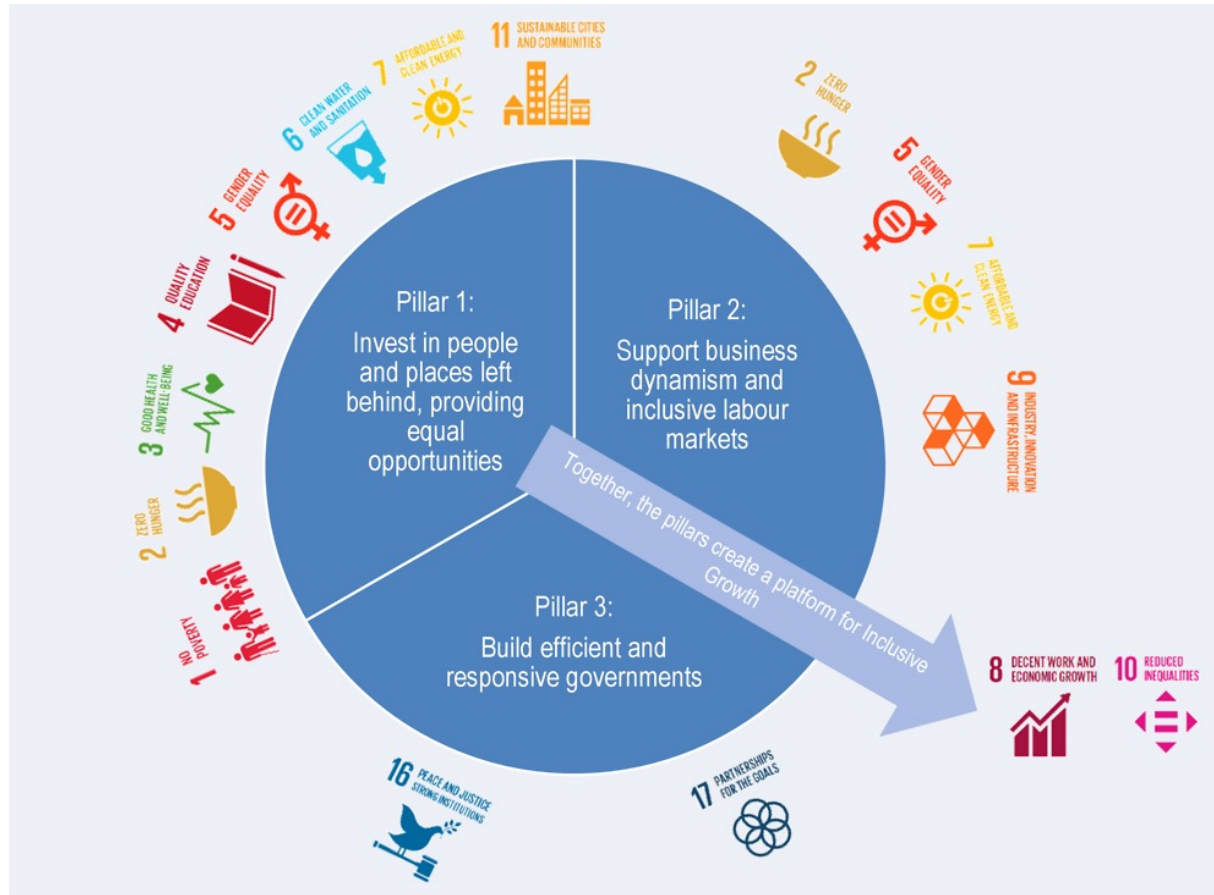 11 SUSTAINABLE CITIES
AND COMMUNITIES
7 AFFORDABLE AND
CLEAN ENERGY
6 CLEAN WATER
AND SANITATION
5 GENDER
EQUALITY
4 QUALITY
EDUCATION
3 GOOD HEALTH
AND WELL-BEING
2 ZERO
HUNGER
1 NO
POVERTY
2 ZERO
HUNGER
5 GENDER
EQUALITY
7 AFFORDABLE AND
CLEAN ENERGY
9 INDUSTRY, INNOVATION
AND INFRASTRUCTURE
Pillar 1:
Invest in people
and places left
behind, providing
equal
opportunities
Pillar 2:
Support business
dynamism and
inclusive labour
markets
Together, the pillars create a platform for Inclusive
Growth
Pillar 3:
Build efficient and
responsive governments
8 DECENT WORK AND
ECONOMIC GROWTH
10 REDUCED
INEQUALITIES
16 PEACE AND JUSTICE
STRONG INSTITUTIONS
17 PARTNERSHIPS
FOR THE GOALS